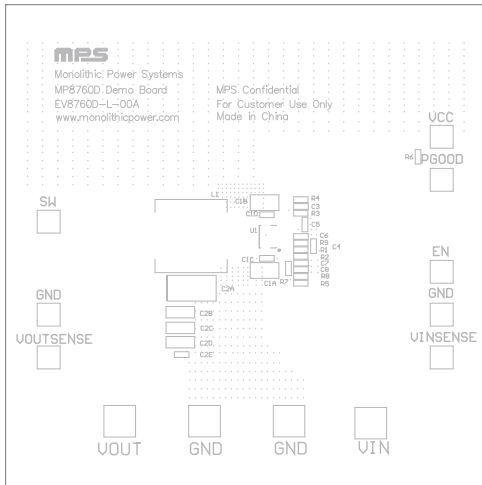 MPS
Monolithic Power Systems
MP8760D Demo Board
EV8760D-L-00A
www.monolithicpower.com
MPS Confidential
For Customer Use Only
Made in China
VCC
R6
PGOOD
L1
C1B
R4
C3
R3
C1D
C5
SW
U1
C6
R9
R1
C4
R2
C7
C8
R8
R5
C1C
C1A
R7
EN
C2A
GND
GND
C2B
VOUTSENSE
C2C
VINSENSE
C2D
C2E
VOUT
GND
GND
VIN